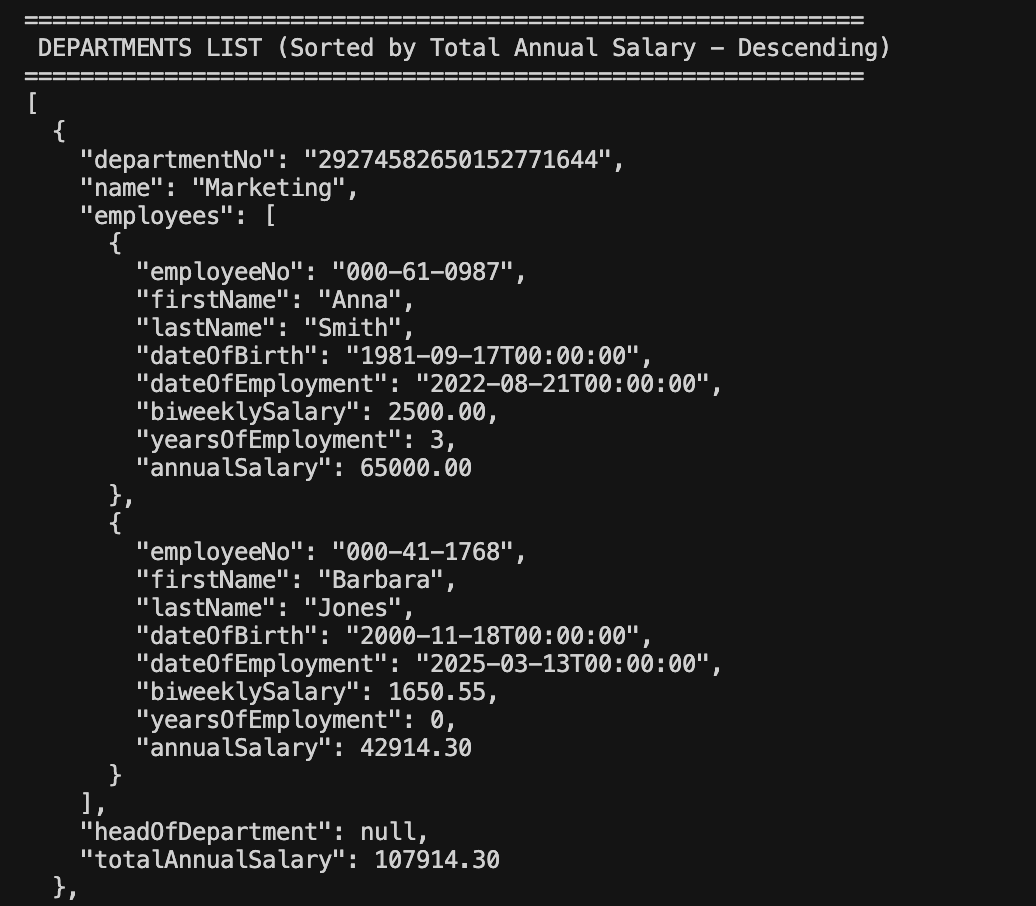 ============================================================
DEPARTMENTS LIST (Sorted by Total Annual Salary – Descending)
============================================================
[
  {
    "departmentNo": "29274582650152771644",
    "name": "Marketing",
    "employees": [
      {
        "employeeNo": "000-61-0987",
        "firstName": "Anna",
        "lastName": "Smith",
        "dateOfBirth": "1981-09-17T00:00:00",
        "dateOfEmployment": "2022-08-21T00:00:00",
        "biweeklySalary": 2500.00,
        "yearsOfEmployment": 3,
        "annualSalary": 65000.00
      },
      {
        "employeeNo": "000-41-1768",
        "firstName": "Barbara",
        "lastName": "Jones",
        "dateOfBirth": "2000-11-18T00:00:00",
        "dateOfEmployment": "2025-03-13T00:00:00",
        "biweeklySalary": 1650.55,
        "yearsOfEmployment": 0,
        "annualSalary": 42914.30
      }
    ],
    "headOfDepartment": null,
    "totalAnnualSalary": 107914.30
  },